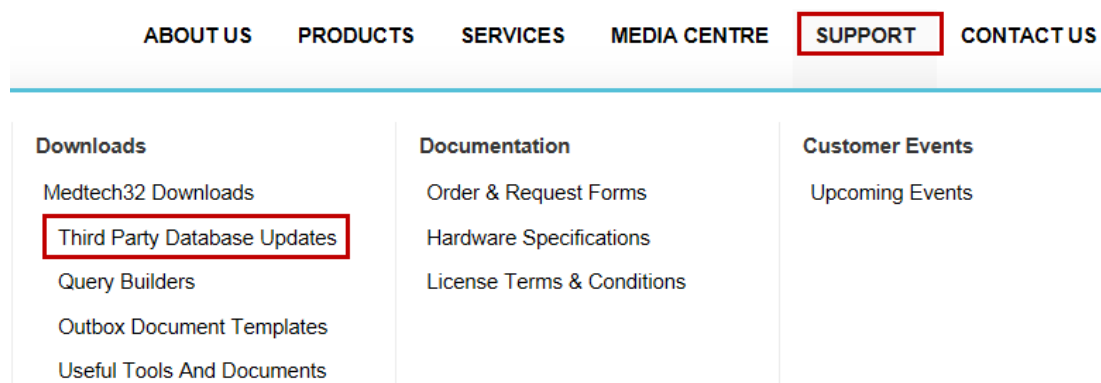 ABOUT US PRODUCTS SERVICES MEDIA CENTRE SUPPORT CONTACT US
Downloads
Medtech32 Downloads
Third Party Database Updates
Query Builders
Outbox Document Templates
Useful Tools And Documents
Documentation
Order & Request Forms
Hardware Specifications
License Terms & Conditions
Customer Events
Upcoming Events